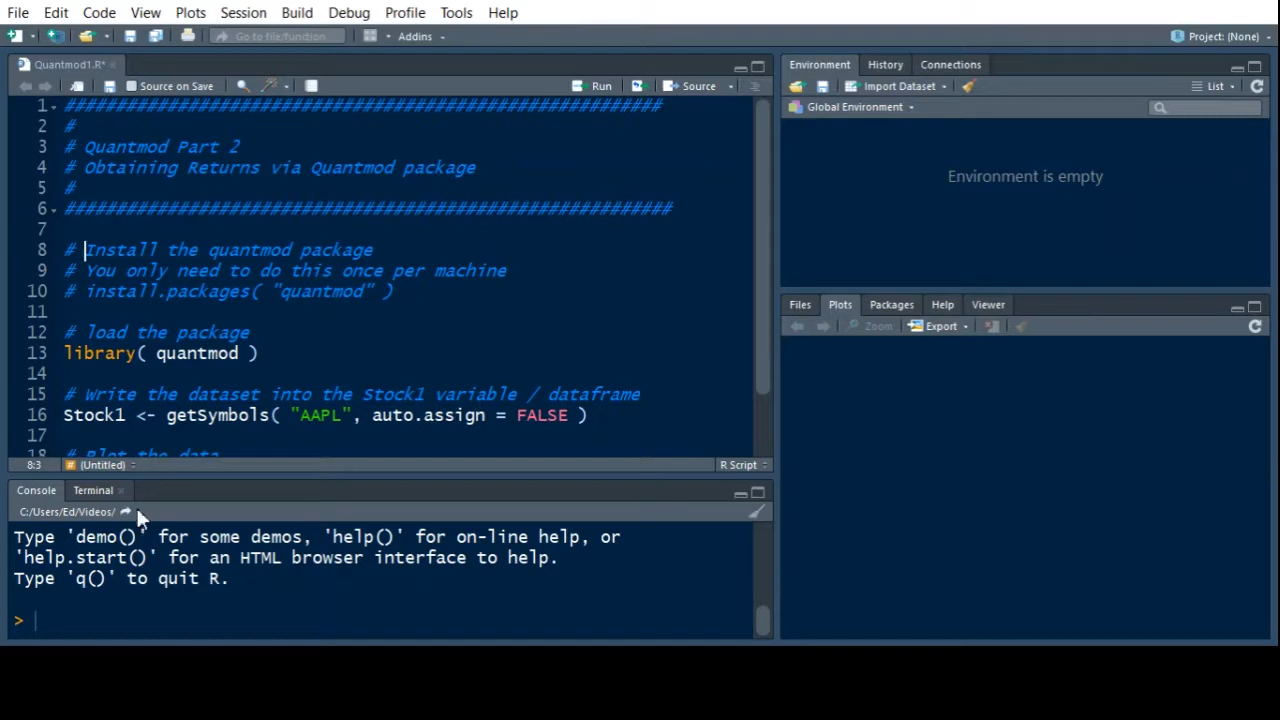 File Edit View Plots Session Build Debug Profile Tools Help
Go to file/function Addins Project: (None)
Quantmod1.R*
Source on Save Run Source
1 ##########################################################
2 #
3 # Quantmod Part 2
4 # Obtaining Returns via Quantmod package
5 #
6 ###########################################################
7
8 # Install the quantmod package
9 # You only need to do this once per machine
10 # install.packages( "quantmod" )
11
12 # load the package
13 library( quantmod )
14
15 # Write the dataset into the Stock1 variable / dataframe
16 Stock1 <- getSymbols( "AAPL", auto.assign = FALSE )
17
18 # Plot the data
8:3 (Untitled) R Script
Console Terminal
C:/Users/Ed/Videos/
Type 'demo()' for some demos, 'help()' for on-line help, or
'help.start()' for an HTML browser interface to help.
Type 'q()' to quit R.
>
Environment History Connections
Import Dataset List
Global Environment
Environment is empty
Files Plots Packages Help Viewer
Zoom Export